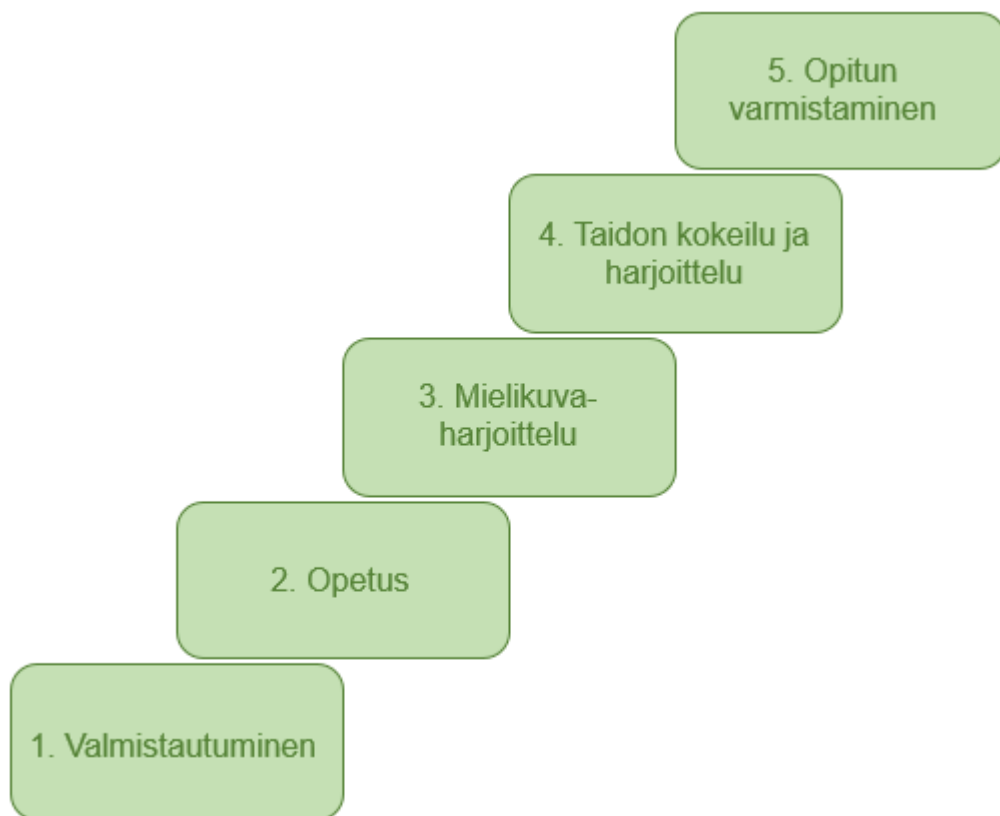 5. Opitun
varmistaminen
4. Taidon kokeilu ja
harjoittelu
3. Mielikuva-
harjoittelu
2. Opetus
1. Valmistautuminen